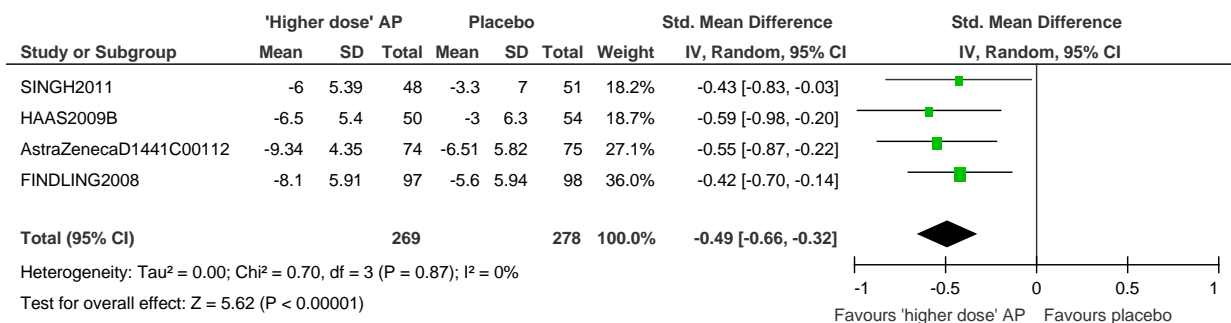 'Higher dose' AP Placebo Std. Mean Difference Std. Mean Difference
Study or Subgroup Mean SD Total Mean SD Total Weight IV, Random, 95% CI IV, Random, 95% CI
SINGH2011 -6 5.39 48 -3.3 7 51 18.2% -0.43 [-0.83, -0.03]
HAAS2009B -6.5 5.4 50 -3 6.3 54 18.7% -0.59 [-0.98, -0.20]
AstraZenecaD1441C00112 -9.34 4.35 74 -6.51 5.82 75 27.1% -0.55 [-0.87, -0.22]
FINDLING2008 -8.1 5.91 97 -5.6 5.94 98 36.0% -0.42 [-0.70, -0.14]
Total (95% CI) 269 278 100.0% -0.49 [-0.66, -0.32]
Heterogeneity: Tau² = 0.00; Chi² = 0.70, df = 3 (P = 0.87); I² = 0%
Test for overall effect: Z = 5.62 (P < 0.00001)
-1 -0.5 0 0.5 1
Favours 'higher dose' AP Favours placebo